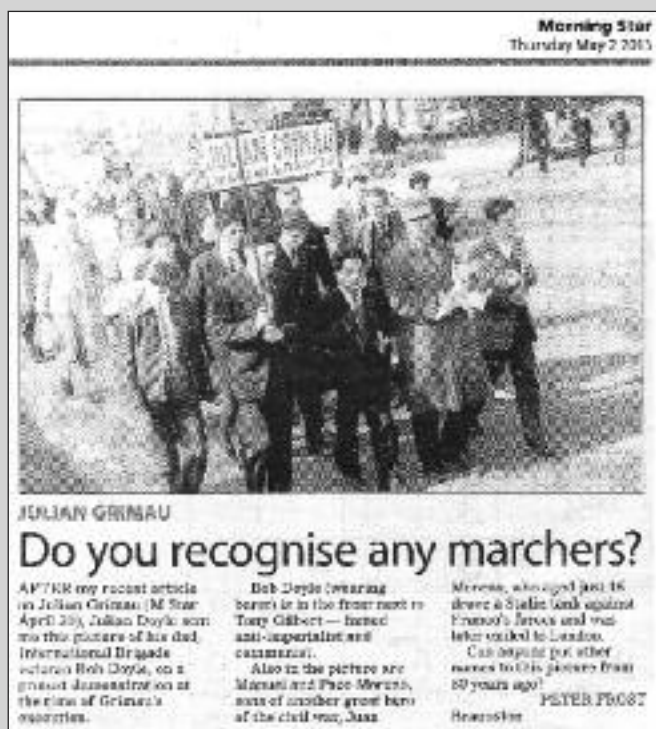 Morning Star
Thursday May 2 2013
JULIAN GRIMAU
JULIAN GRIMAU
Do you recognise any marchers?
AFTER my recent article
on Julian Grimau (M Star
April 20), Julian Doyle sent
me this picture of his dad,
International Brigade
veteran Bob Doyle, on a
protest demonstration at
the time of Grimau's
execution.
Bob Doyle (wearing
beret) is in the front next to
Tony Gilbert — famed
anti-imperialist and
communist.
Also in the picture are
Manuel and Paco Moreno,
sons of another great hero
of the civil war, Juan
Moreno, who aged just 16
drove a Stalin tank against
Franco's forces and was
later exiled to London.
Can anyone put other
names to this picture from
50 years ago?
PETER FROST